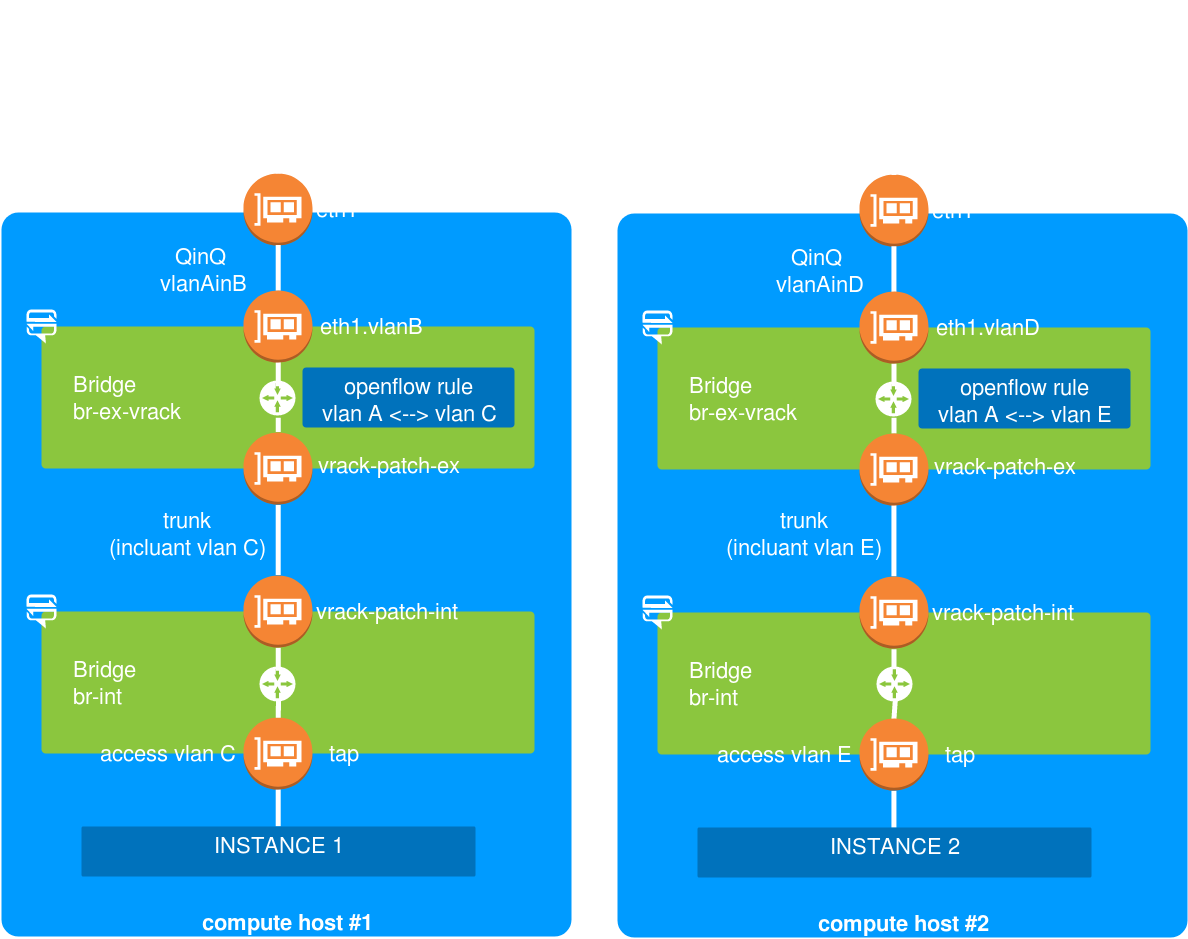 eth1
QinQ
vlanAinB
eth1.vlanB
Bridge
br-ex-vrack
openflow rule
vlan A <--> vlan C
vrack-patch-ex
trunk
(incluant vlan C)
vrack-patch-int
Bridge
br-int
access vlan C
tap
INSTANCE 1
compute host #1
eth1
QinQ
vlanAinD
eth1.vlanD
Bridge
br-ex-vrack
openflow rule
vlan A <--> vlan E
vrack-patch-ex
trunk
(incluant vlan E)
vrack-patch-int
Bridge
br-int
access vlan E
tap
INSTANCE 2
compute host #2